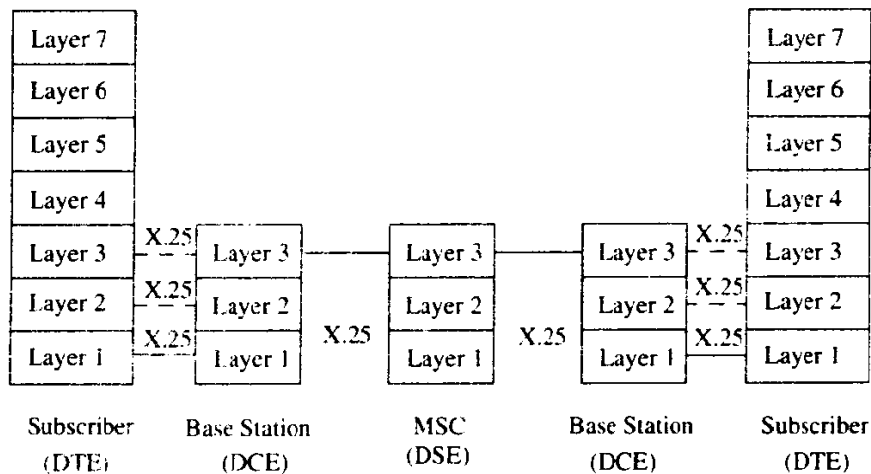 Layer 7
Layer 7
Layer 6
Layer 6
Layer 5
Layer 5
Layer 4
Layer 4
X.25
X.25
Layer 3
Layer 3
Layer 3
Layer 3
Layer 3
X.25
X.25
Layer 2
Layer 2
Layer 2
Layer 2
Layer 2
X.25
X.25
X.25
X.25
Layer 1
Layer 1
Layer 1
Layer 1
Layer 1
Subscriber
Base Station
MSC
Base Station
Subscriber
(DTE)
(DCE)
(DSE)
(DCE)
(DTE)